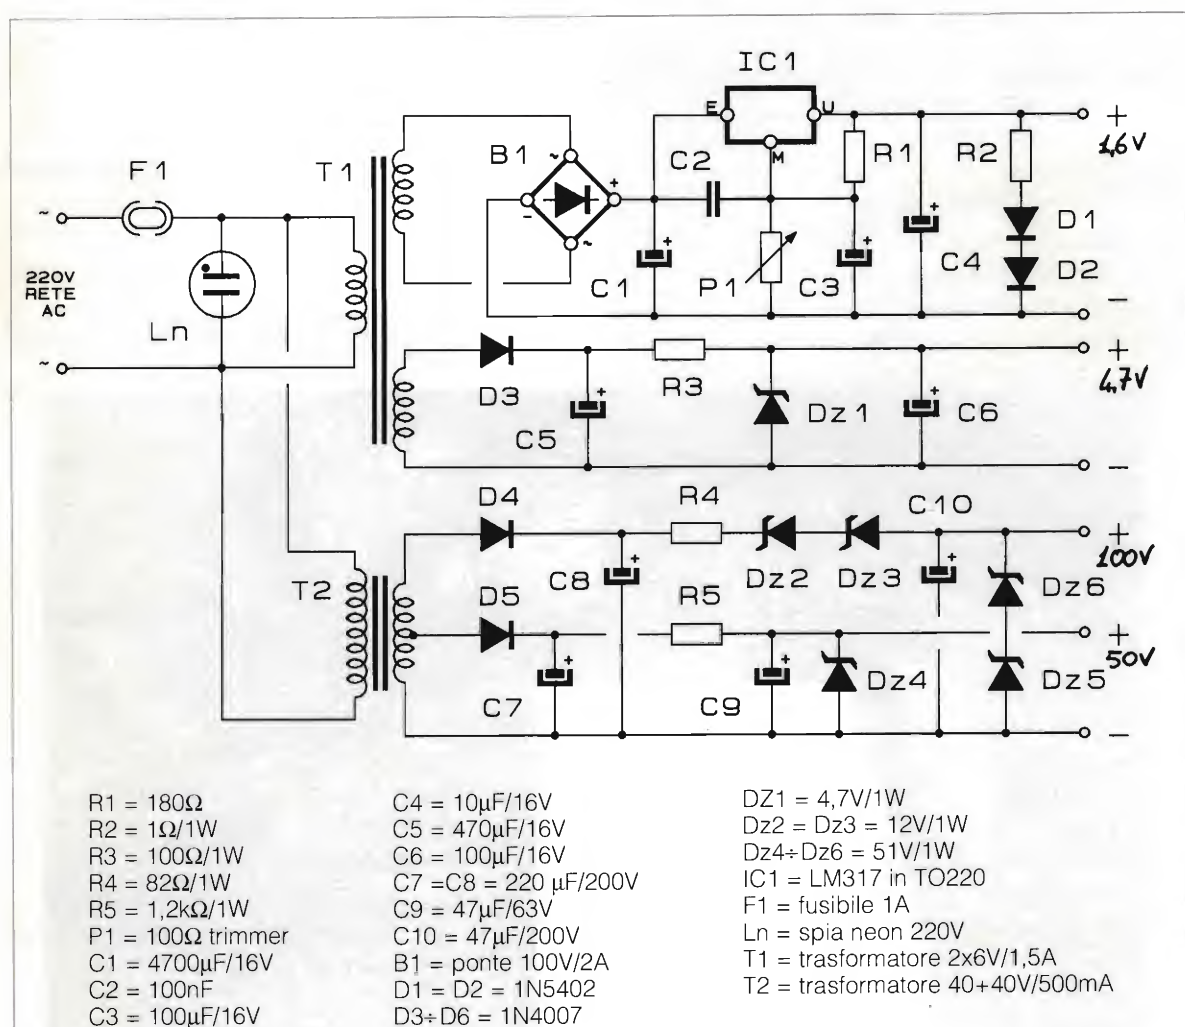 IC1
E
U
M
+
1,6V
F1
T1
B1
~
+
-
~
C2
R1
R2
~
220V
RETE
AC
~
Ln
C1
+
P1
C3
+
C4
+
D1
D2
-
D3
C5
+
R3
Dz1
C6
+
+
4,7V
-
D4
R4
C10
+
100V
T2
C8
+
Dz2
Dz3
+
Dz6
D5
R5
+
50V
C7
+
C9
+
Dz4
Dz5
-
R1 = 180Ω
R2 = 1Ω/1W
R3 = 100Ω/1W
R4 = 82Ω/1W
R5 = 1,2kΩ/1W
P1 = 100Ω trimmer
C1 = 4700µF/16V
C2 = 100nF
C3 = 100µF/16V
C4 = 10µF/16V
C5 = 470µF/16V
C6 = 100µF/16V
C7 =C8 = 220 µF/200V
C9 = 47µF/63V
C10 = 47µF/200V
B1 = ponte 100V/2A
D1 = D2 = 1N5402
D3÷D6 = 1N4007
DZ1 = 4,7V/1W
Dz2 = Dz3 = 12V/1W
Dz4÷Dz6 = 51V/1W
IC1 = LM317 in TO220
F1 = fusibile 1A
Ln = spia neon 220V
T1 = trasformatore 2x6V/1,5A
T2 = trasformatore 40+40V/500mA